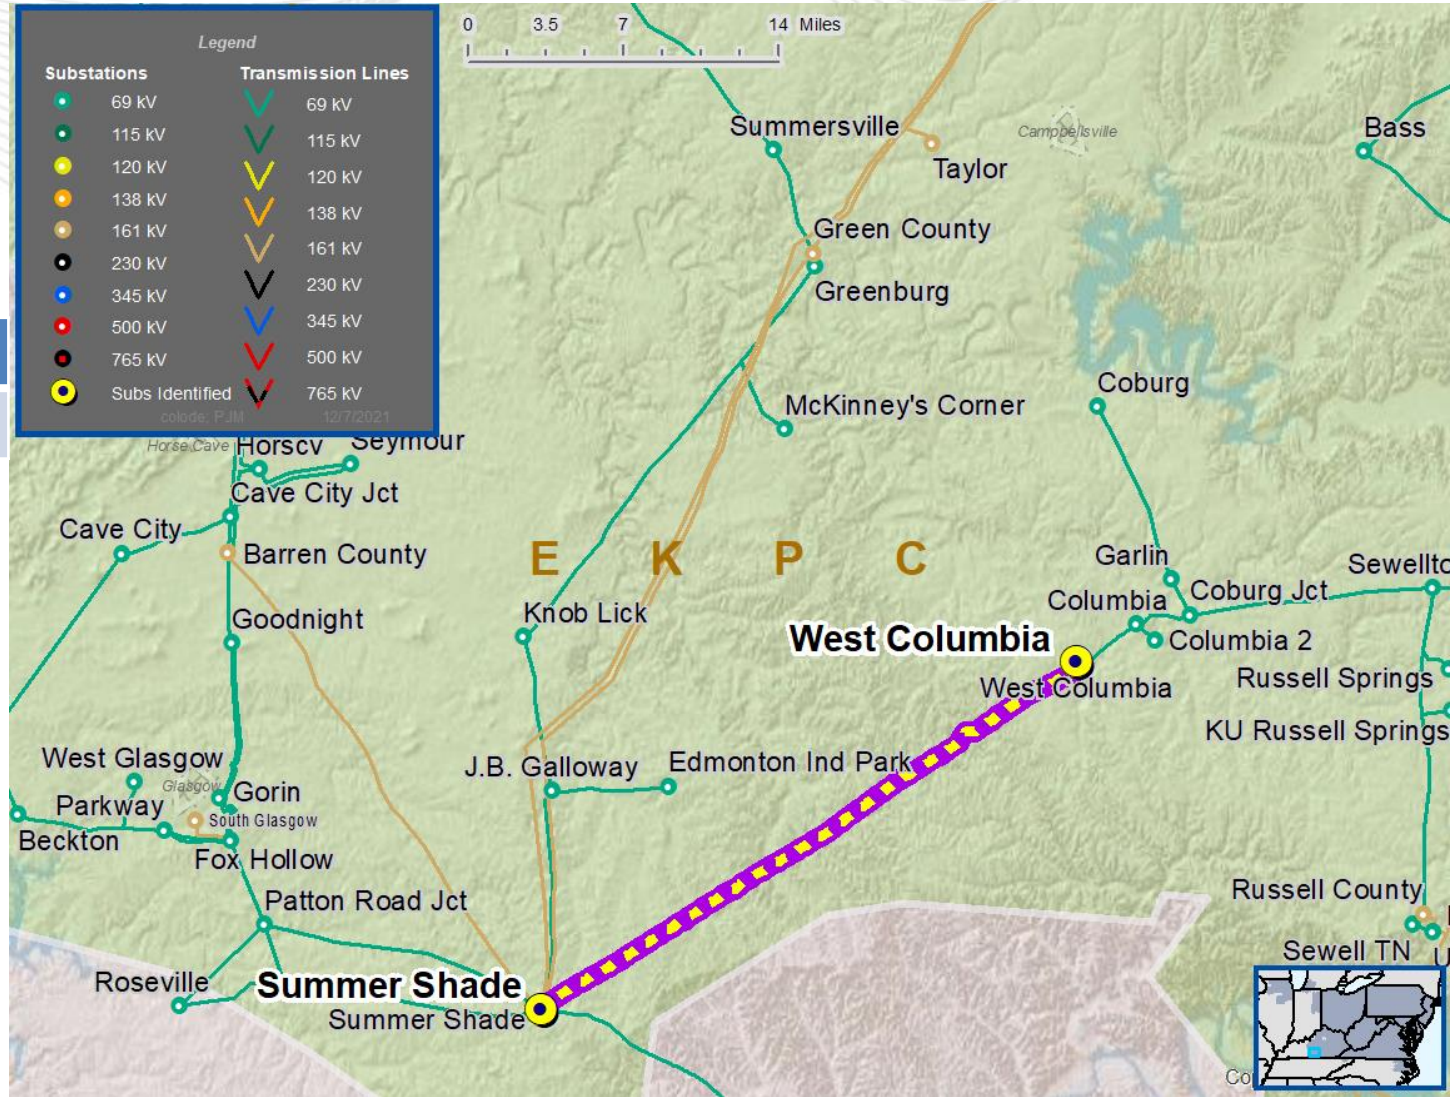 Legend
Substations
69 kV
115 kV
120 kV
138 kV
161 kV
230 kV
345 kV
500 kV
765 kV
Subs Identified
Transmission Lines
69 kV
115 kV
120 kV
138 kV
161 kV
230 kV
345 kV
500 kV
765 kV
colode: PJM 12/7/2021
0 3.5 7 14 Miles
Summersville
Taylor
Campbellsville
Bass
Green County
Greenburg
McKinney's Corner
Coburg
Horse Cave
Horscv
Seymour
Cave City Jct
Cave City
Barren County
E K P C
Garlin
Sewellto
Goodnight
Knob Lick
Columbia
Coburg Jct
West Columbia
Columbia 2
West Columbia
Russell Springs
KU Russell Springs
West Glasgow
J.B. Galloway
Edmonton Ind Park
Glasgow
Gorin
Parkway
South Glasgow
Beckton
Fox Hollow
Patton Road Jct
Russell County
Sewell TN
Roseville
Summer Shade
Summer Shade